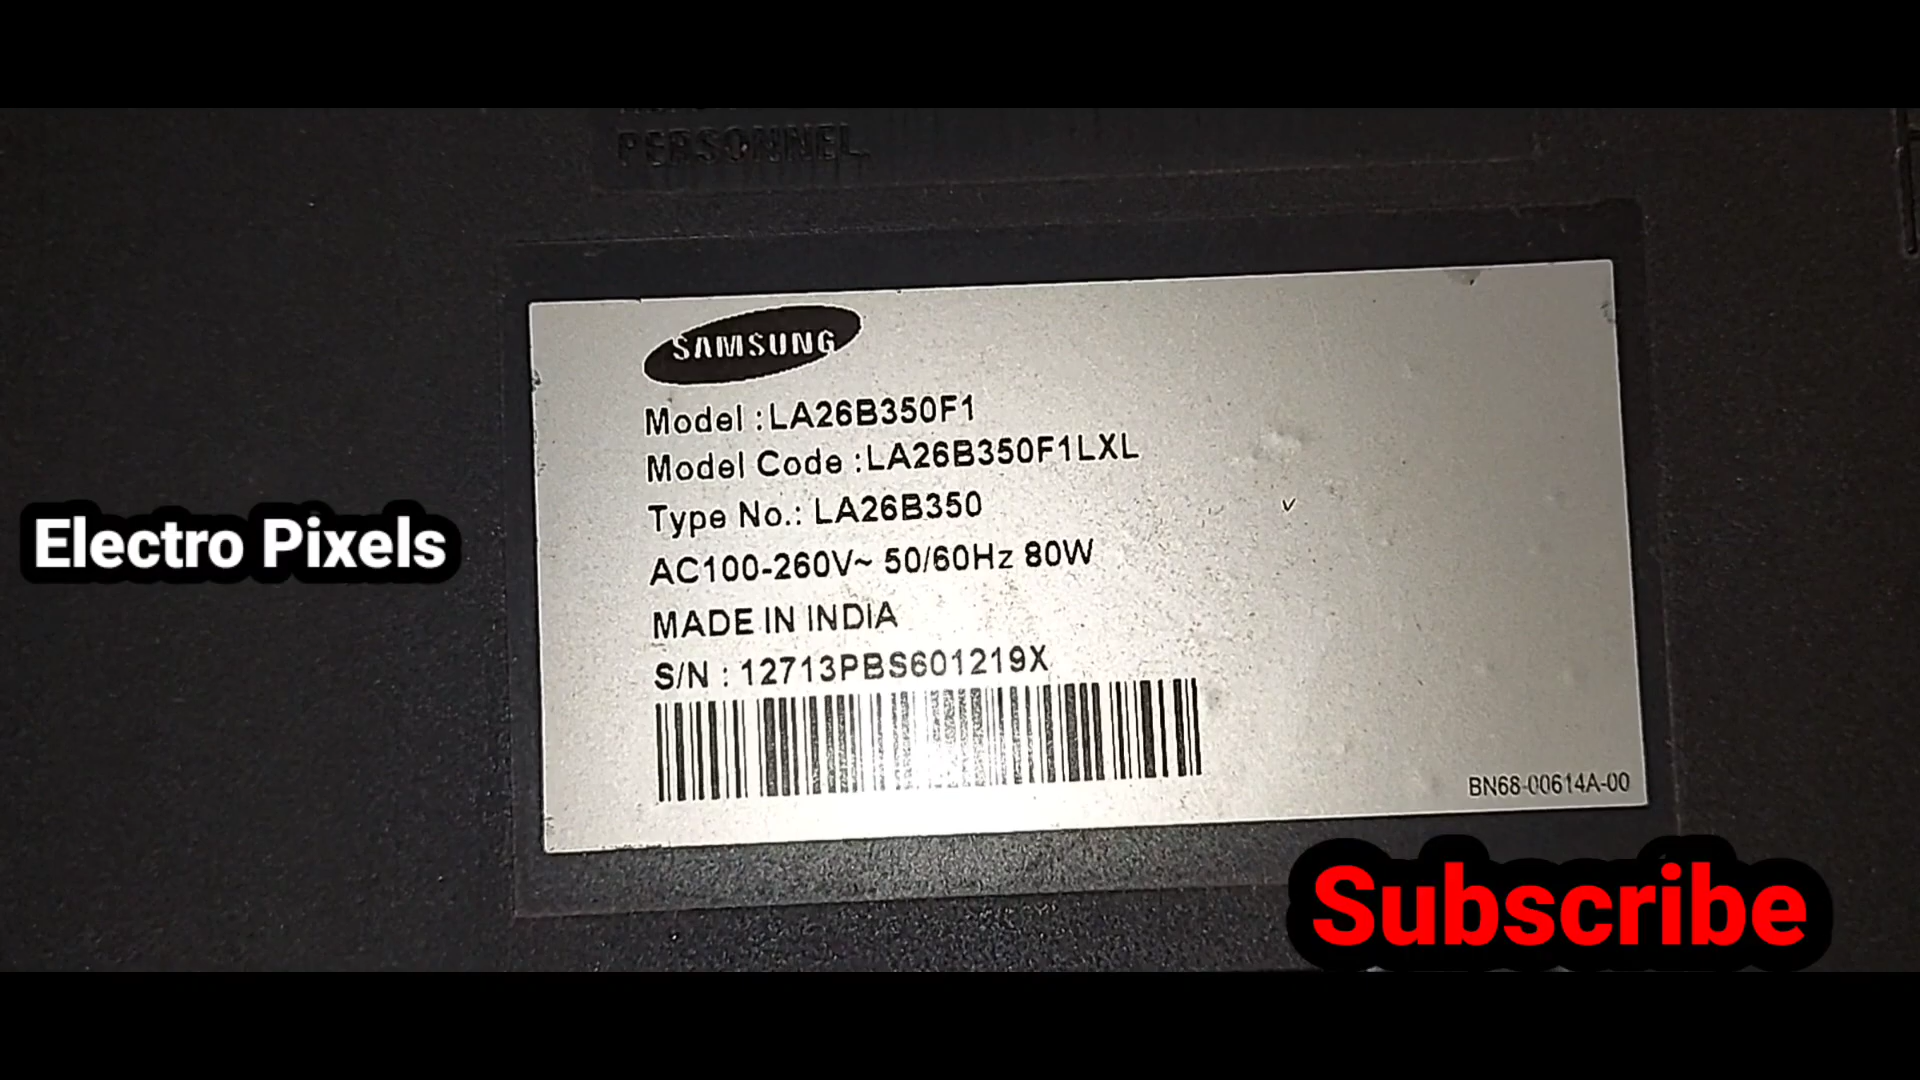 PERSONNEL.
SAMSUNG
Model :LA26B350F1
Model Code :LA26B350F1LXL
Type No.: LA26B350
AC100-260V~ 50/60Hz 80W
MADE IN INDIA
S/N : 12713PBS601219X
BN68-00614A-00
Electro Pixels
Subscribe